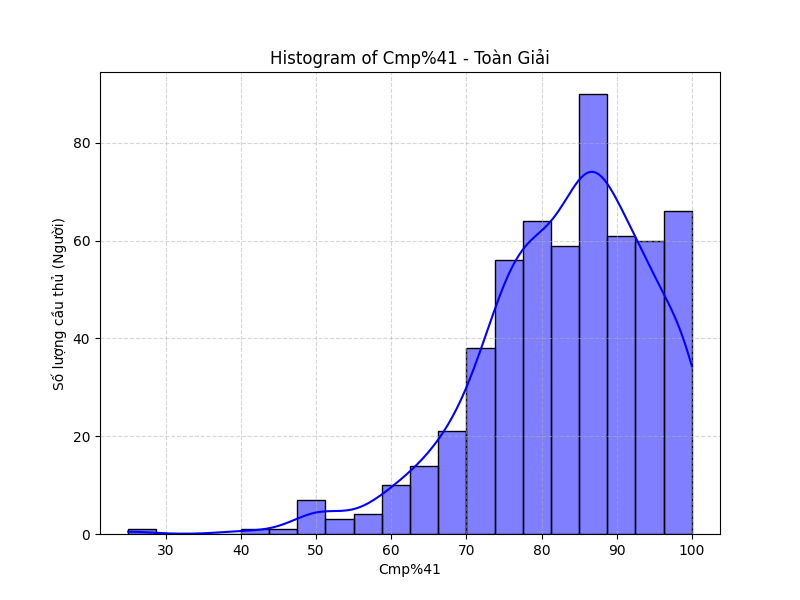 Histogram of Cmp%41 - Toàn Giải
Số lượng cầu thủ (Người)
80
60
40
20
0
30 40 50 60 70 80 90 100
Cmp%41